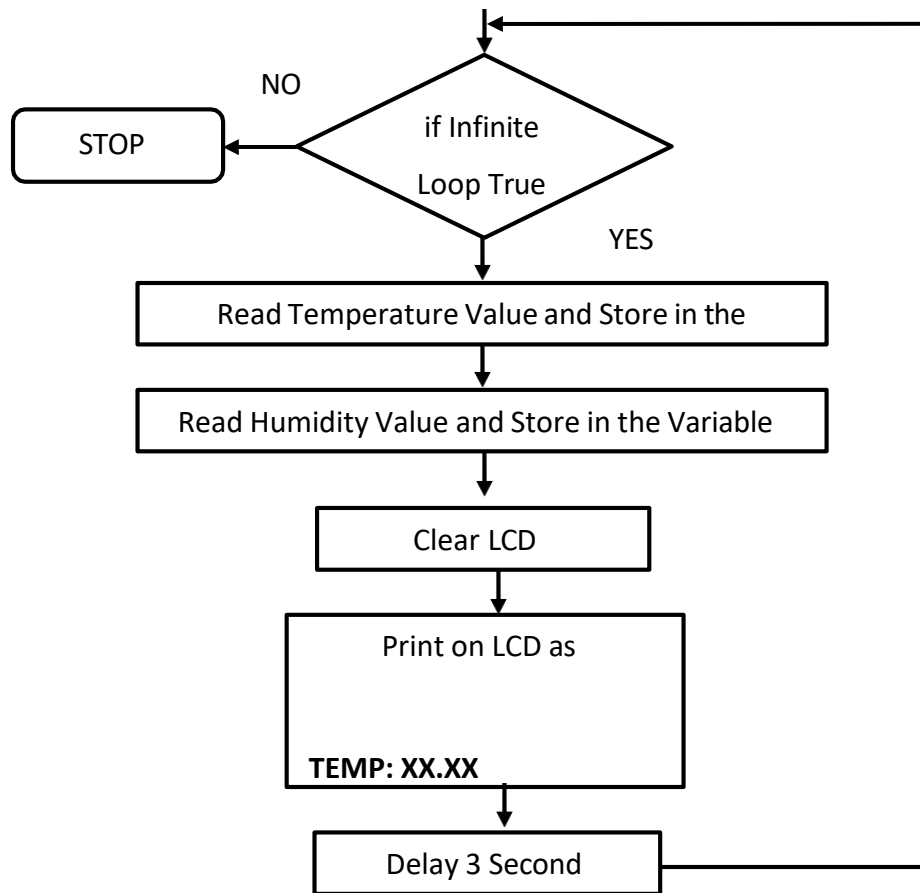 NO
STOP
if Infinite
Loop True
YES
Read Temperature Value and Store in the
Read Humidity Value and Store in the Variable
Clear LCD
Print on LCD as
TEMP: XX.XX
Delay 3 Second